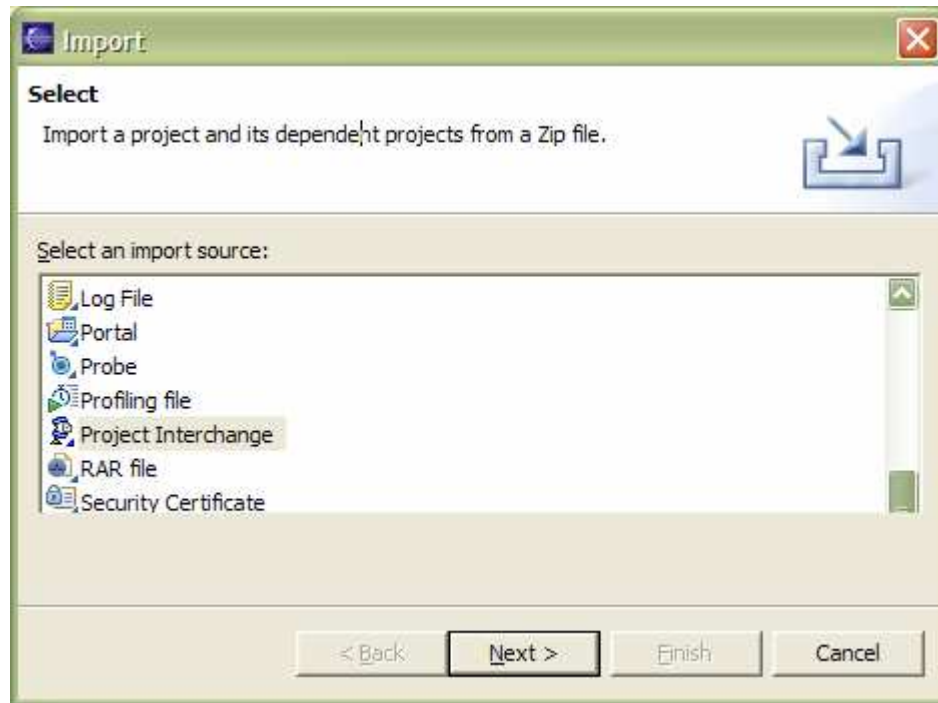 Import
Select
Import a project and its dependent projects from a Zip file.
Select an import source:
Log File
Portal
Probe
Profiling file
Project Interchange
RAR file
Security Certificate
< Back Next > Finish Cancel